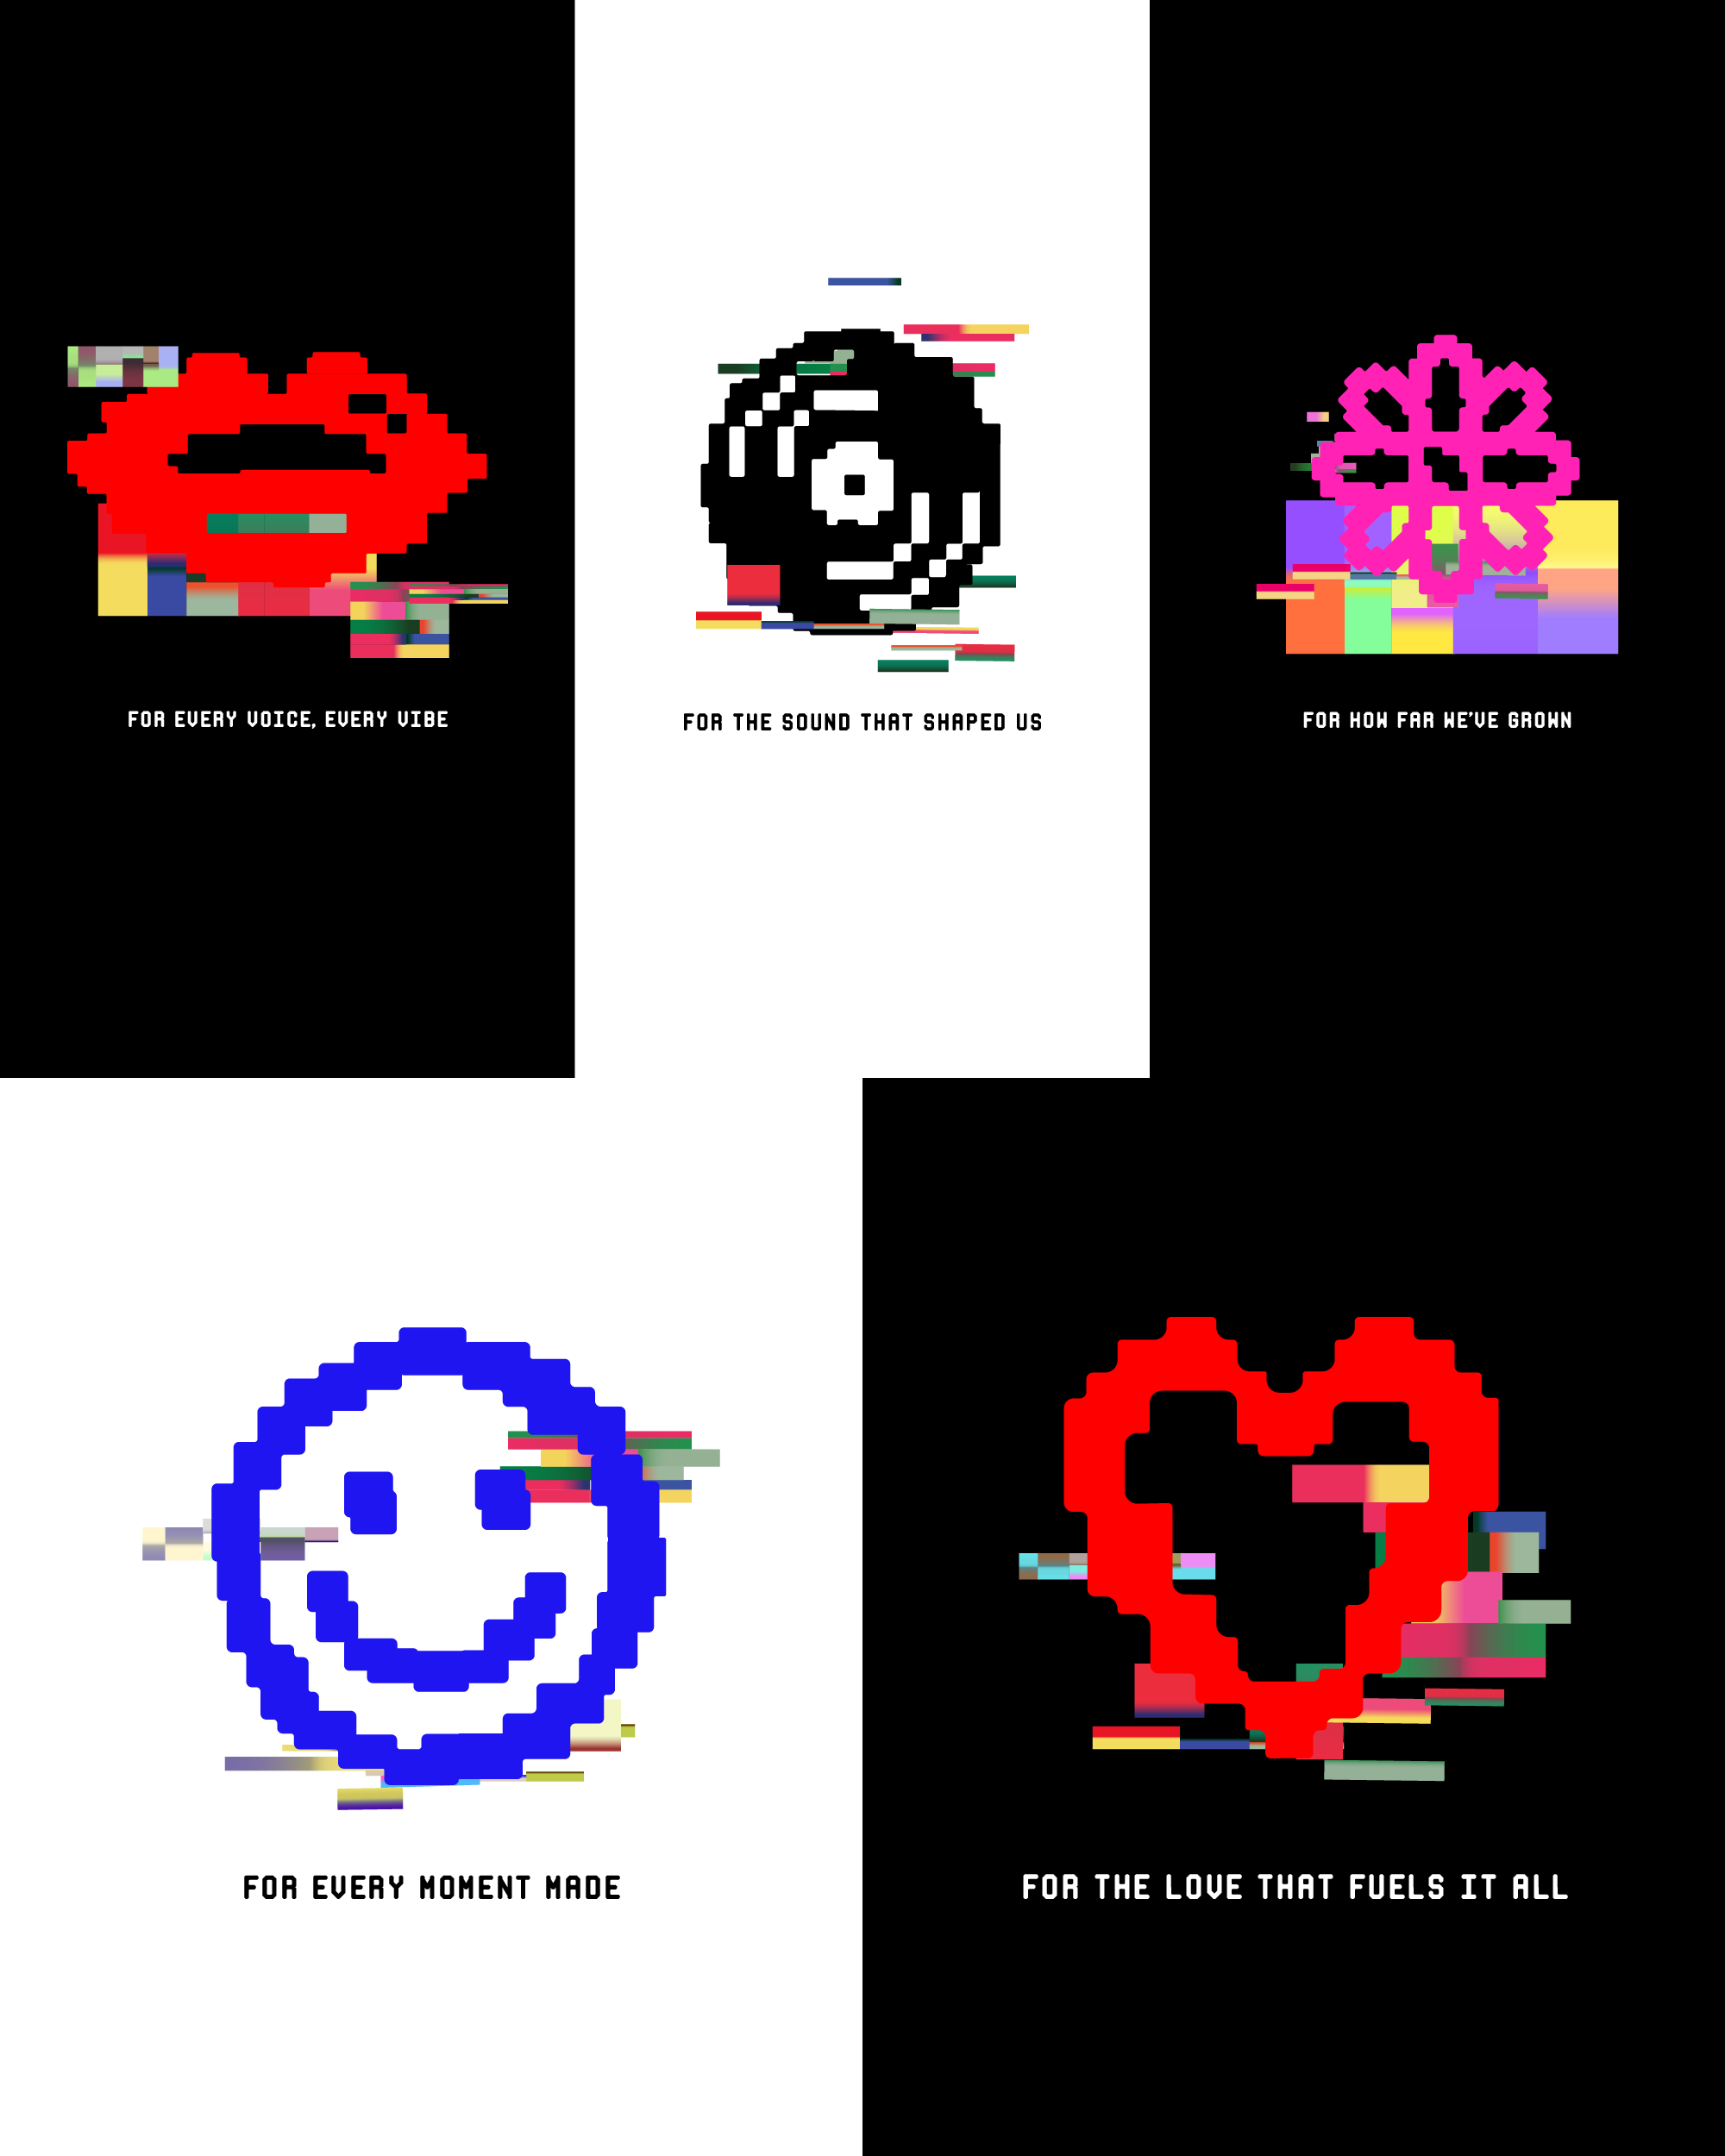 FOR EVERY VOICE, EVERY VIBE
FOR THE SOUND THAT SHAPED US
FOR HOW FAR WE'VE GROWN
FOR EVERY MOMENT MADE
FOR THE LOVE THAT FUELS IT ALL